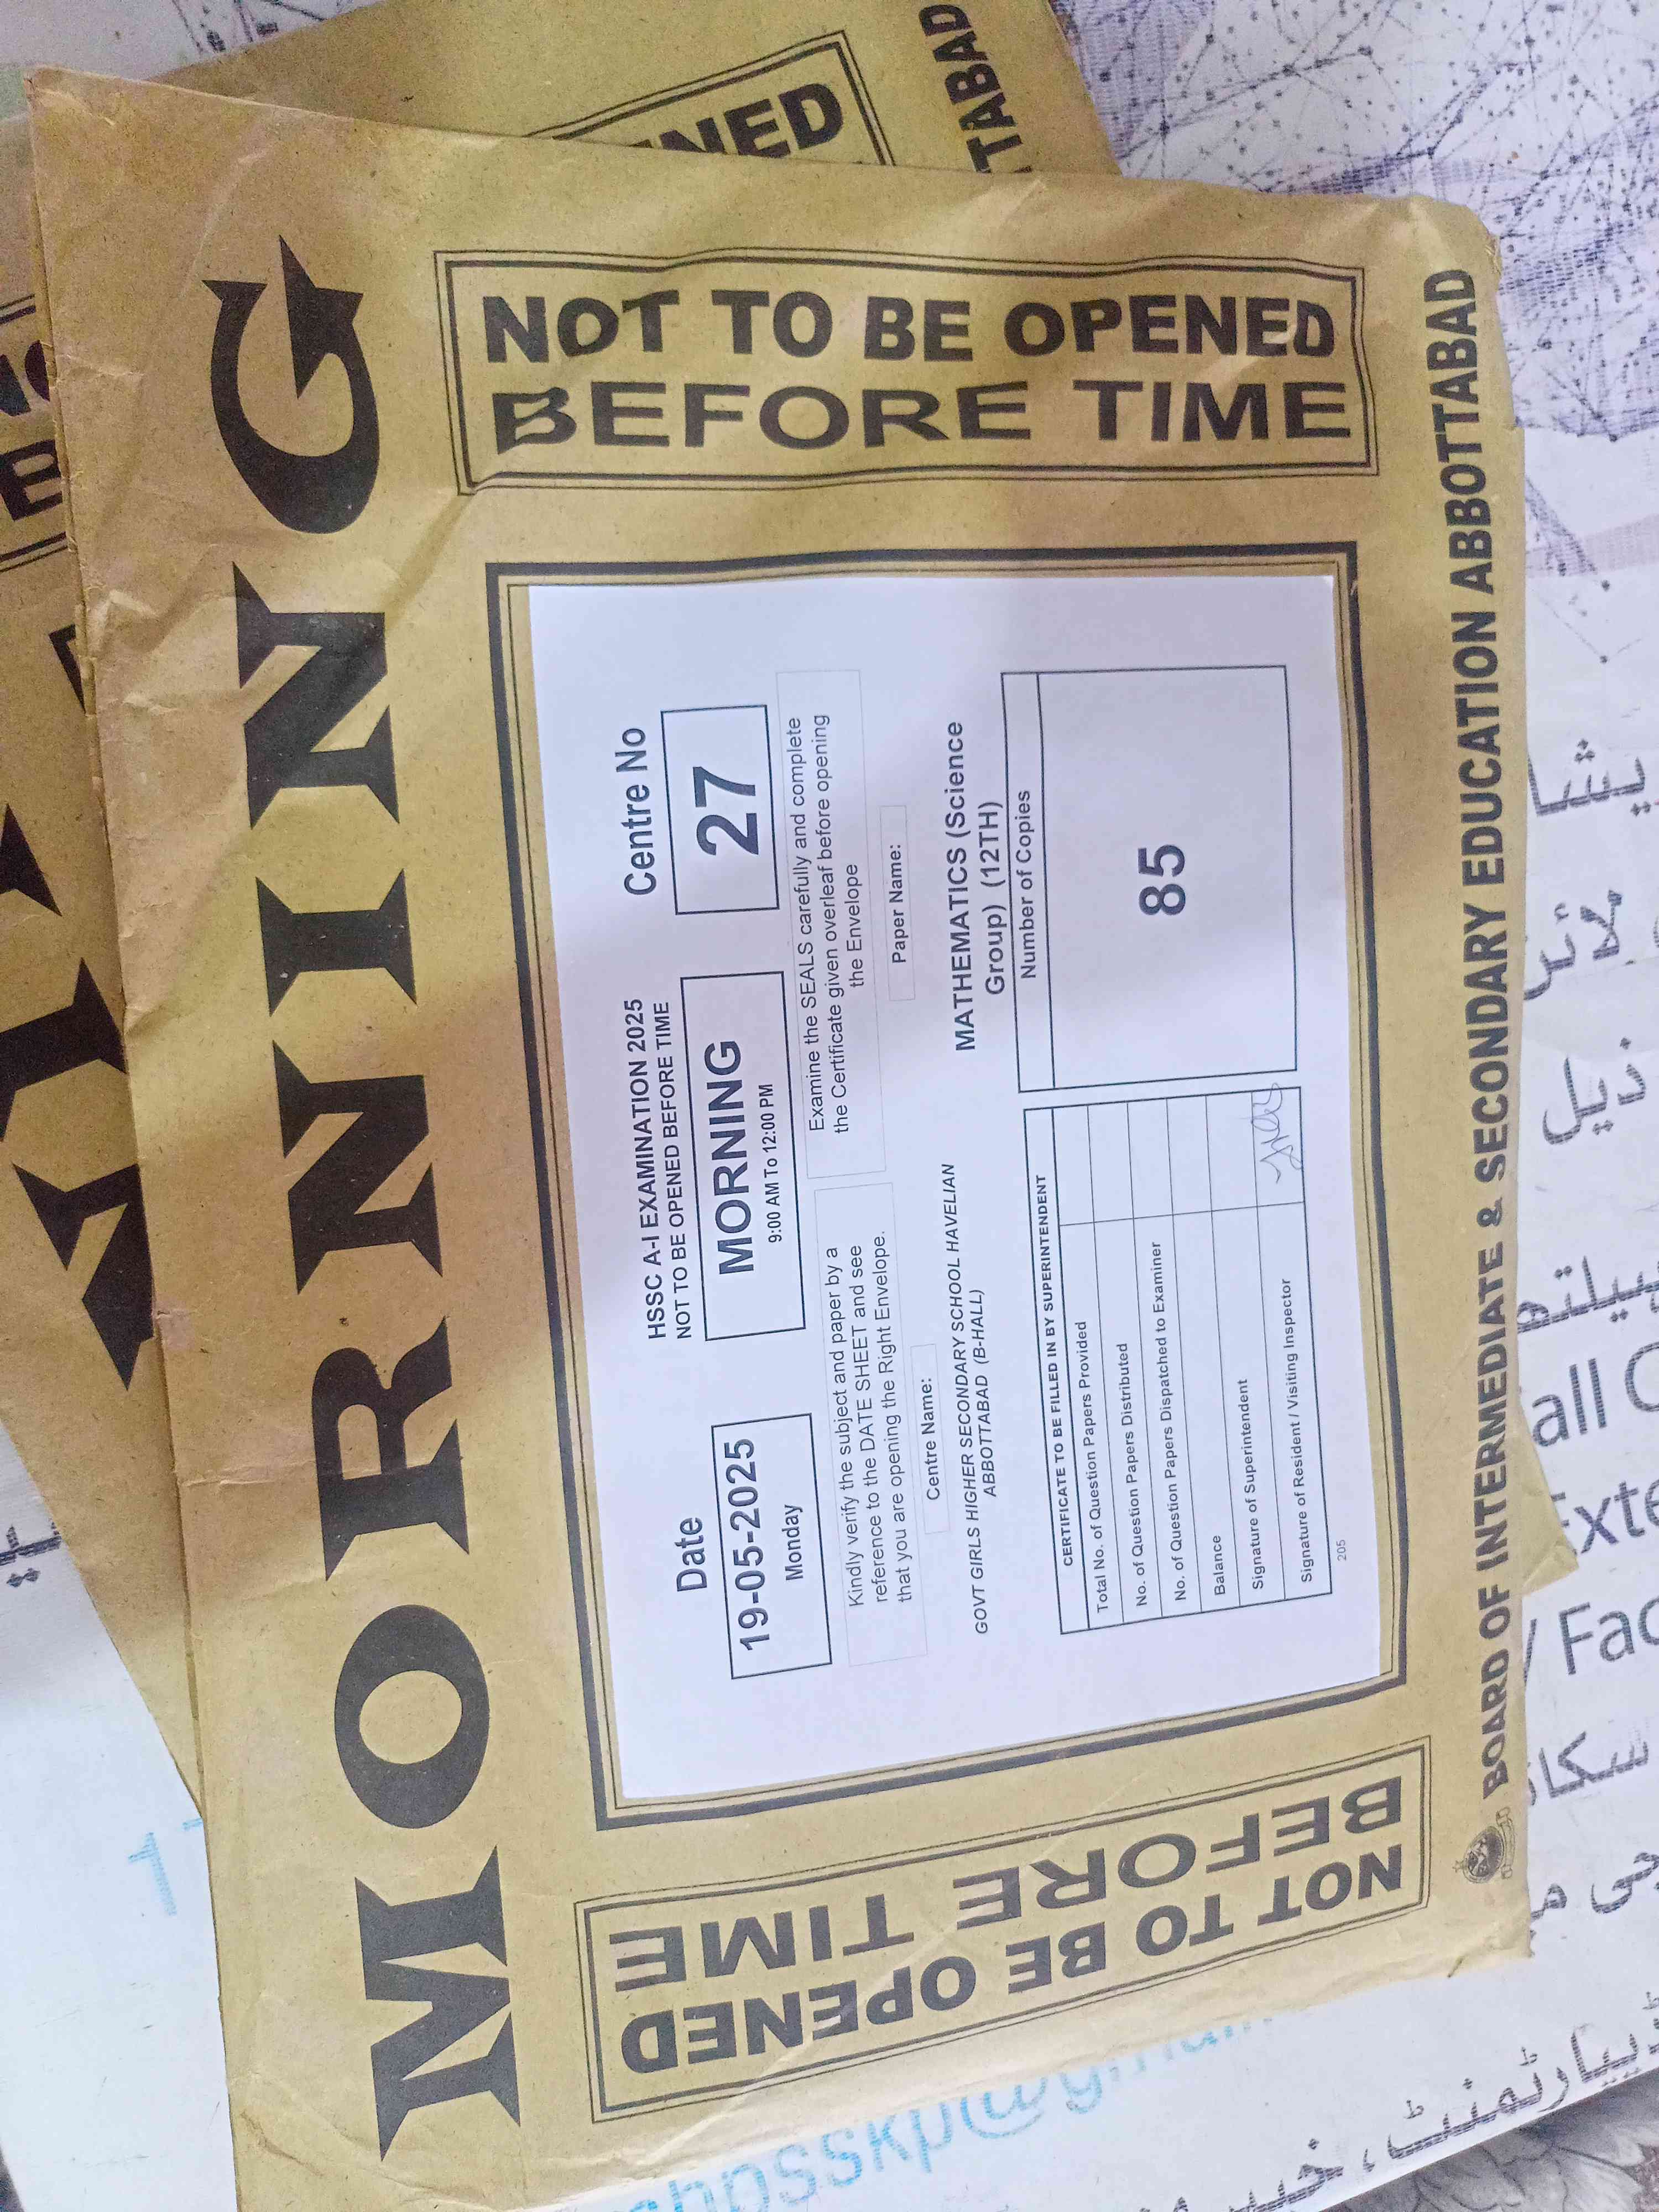 MORNING
NOT TO BE OPENED
BEFORE TIME
NOT TO BE OPENED
BEFORE TIME
HSSC A-I EXAMINATION 2025
NOT TO BE OPENED BEFORE TIME
Date
19-05-2025
Monday
MORNING
9:00 AM To 12:00 PM
Centre No
27
Kindly verify the subject and paper by a
reference to the DATE SHEET and see
that you are opening the Right Envelope.
Examine the SEALS carefully and complete
the Certificate given overleaf before opening
the Envelope
Centre Name:
GOVT GIRLS HIGHER SECONDARY SCHOOL HAVELIAN
ABBOTTABAD (B-HALL)
Paper Name:
MATHEMATICS (Science
Group) (12TH)
CERTIFICATE TO BE FILLED IN BY SUPERINTENDENT
Total No. of Question Papers Provided
No. of Question Papers Distributed
No. of Question Papers Dispatched to Examiner
Balance
Signature of Superintendent
Signature of Resident / Visiting Inspector
Number of Copies
85
205
BOARD OF INTERMEDIATE & SECONDARY EDUCATION ABBOTTABAD
NED
TABAD
all
Fac
ڈیپارٹمنٹ، خیبر